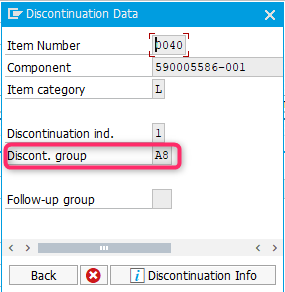 Discontinuation Data
Item Number 0040
Component 590005586-001
Item category L
Discontinuation ind. 1
Discont. group A8
Follow-up group
Back Discontinuation Info